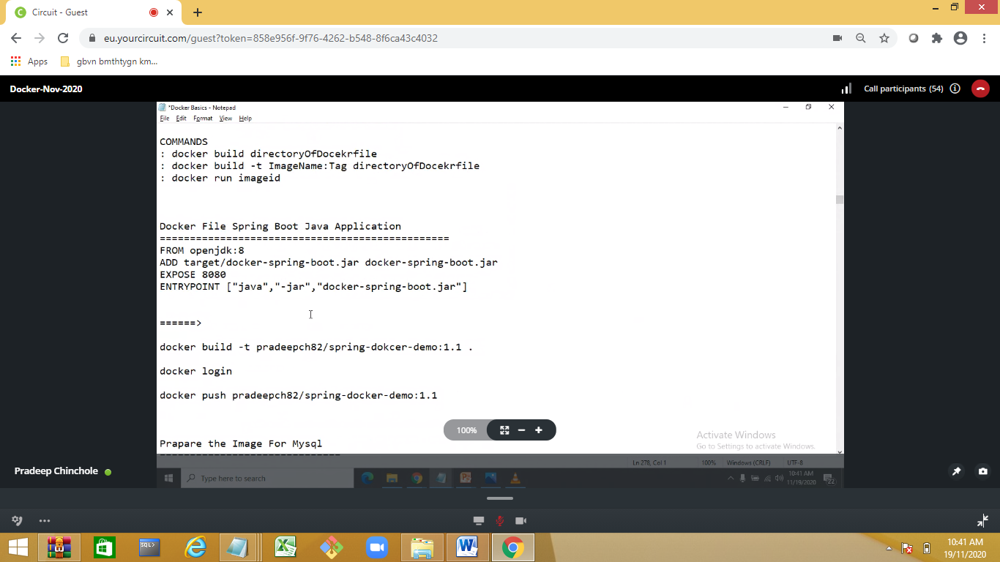 Circuit - Guest
eu.yourcircuit.com/guest?token=858e956f-9f76-4262-b548-8f6ca43c4032
Apps gbvn bmthtygn km...
Docker-Nov-2020 Call participants (54)
*Docker Basics - Notepad
File Edit Format View Help
COMMANDS
: docker build directoryOfDocekrfile
: docker build -t ImageName:Tag directoryOfDocekrfile
: docker run imageid
Docker File Spring Boot Java Application
================================================
FROM openjdk:8
ADD target/docker-spring-boot.jar docker-spring-boot.jar
EXPOSE 8080
ENTRYPOINT ["java","-jar","docker-spring-boot.jar"]
======>
docker build -t pradeepch82/spring-dokcer-demo:1.1 .
docker login
docker push pradeepch82/spring-docker-demo:1.1
100%
Activate Windows
Prapare the Image For Mysql
Go to Settings to activate Windows.
Ln 278, Col 1 100% Windows (CRLF) UTF-8
Pradeep Chinchole
Type here to search
10:41 AM
11/19/2020
22
SQL>
10:41 AM
19/11/2020